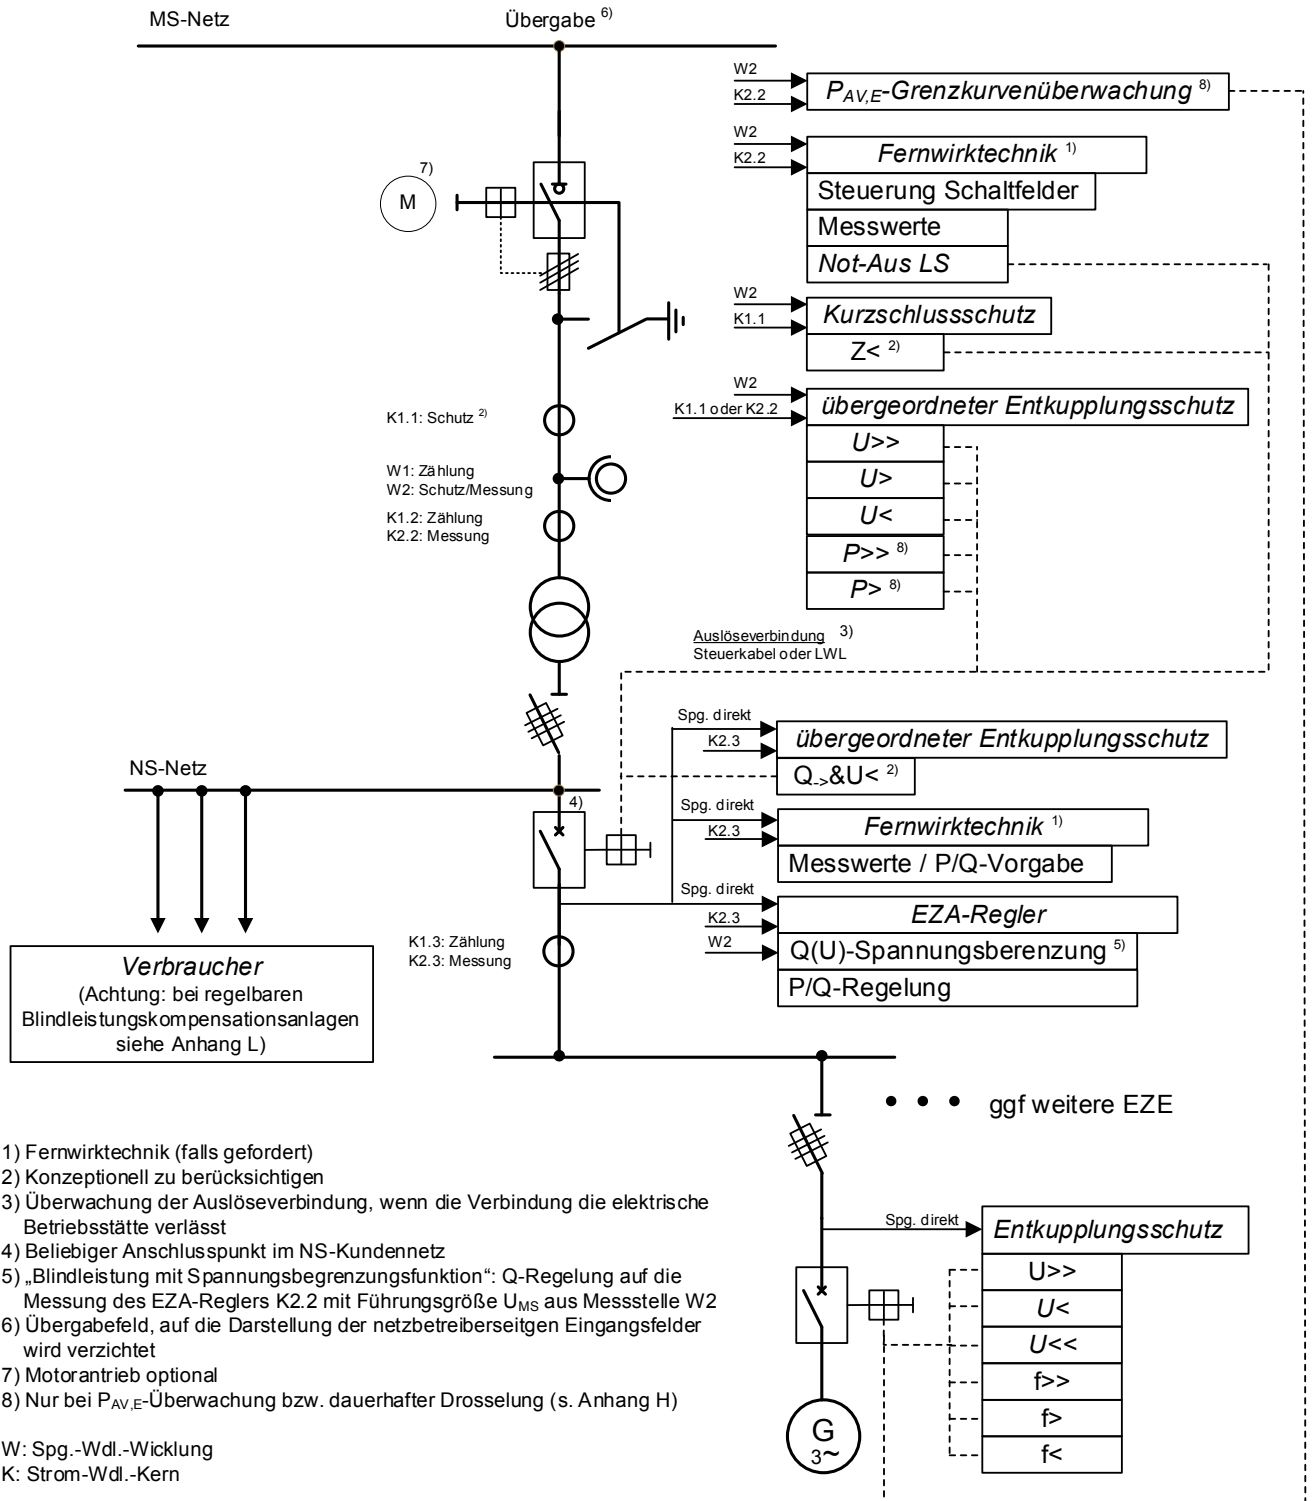 MS-Netz
Übergabe 6)
W2
K2.2
P AV,E-Grenzkurvenüberwachung 8)
W2
K2.2
Fernwirktechnik 1)
Steuerung Schaltfelder
Messwerte
Not-Aus LS
7)
M
W2
K1.1
Kurzschlussschutz
Z< 2)
W2
K1.1 oder K2.2
übergeordneter Entkupplungsschutz
U>>
U>
U<
P>> 8)
P> 8)
K1.1: Schutz 2)
W1: Zählung
W2: Schutz/Messung
K1.2: Zählung
K2.2: Messung
Auslöseverbindung 3)
Steuerkabel oder LWL
Spg. direkt
K2.3
übergeordneter Entkupplungsschutz
Q->&U< 2)
NS-Netz
4)
Spg. direkt
K2.3
Fernwirktechnik 1)
Messwerte / P/Q-Vorgabe
Spg. direkt
K2.3
W2
EZA-Regler
Q(U)-Spannungsberenzung 5)
P/Q-Regelung
K1.3: Zählung
K2.3: Messung
Verbraucher
(Achtung: bei regelbaren
Blindleistungskompensationsanlagen
siehe Anhang L)
ggf weitere EZE
1) Fernwirktechnik (falls gefordert)
2) Konzeptionell zu berücksichtigen
3) Überwachung der Auslöseverbindung, wenn die Verbindung die elektrische
Betriebsstätte verlässt
4) Beliebiger Anschlusspunkt im NS-Kundennetz
5) „Blindleistung mit Spannungsbegrenzungsfunktion“: Q-Regelung auf die
Messung des EZA-Reglers K2.2 mit Führungsgröße UMS aus Messstelle W2
6) Übergabefeld, auf die Darstellung der netzbetreiberseitgen Eingangsfelder
wird verzichtet
7) Motorantrieb optional
8) Nur bei PAV,E-Überwachung bzw. dauerhafter Drosselung (s. Anhang H)
W: Spg.-Wdl.-Wicklung
K: Strom-Wdl.-Kern
Spg. direkt
Entkupplungsschutz
U>>
U<
U<<
f>>
f>
f<
G
3~